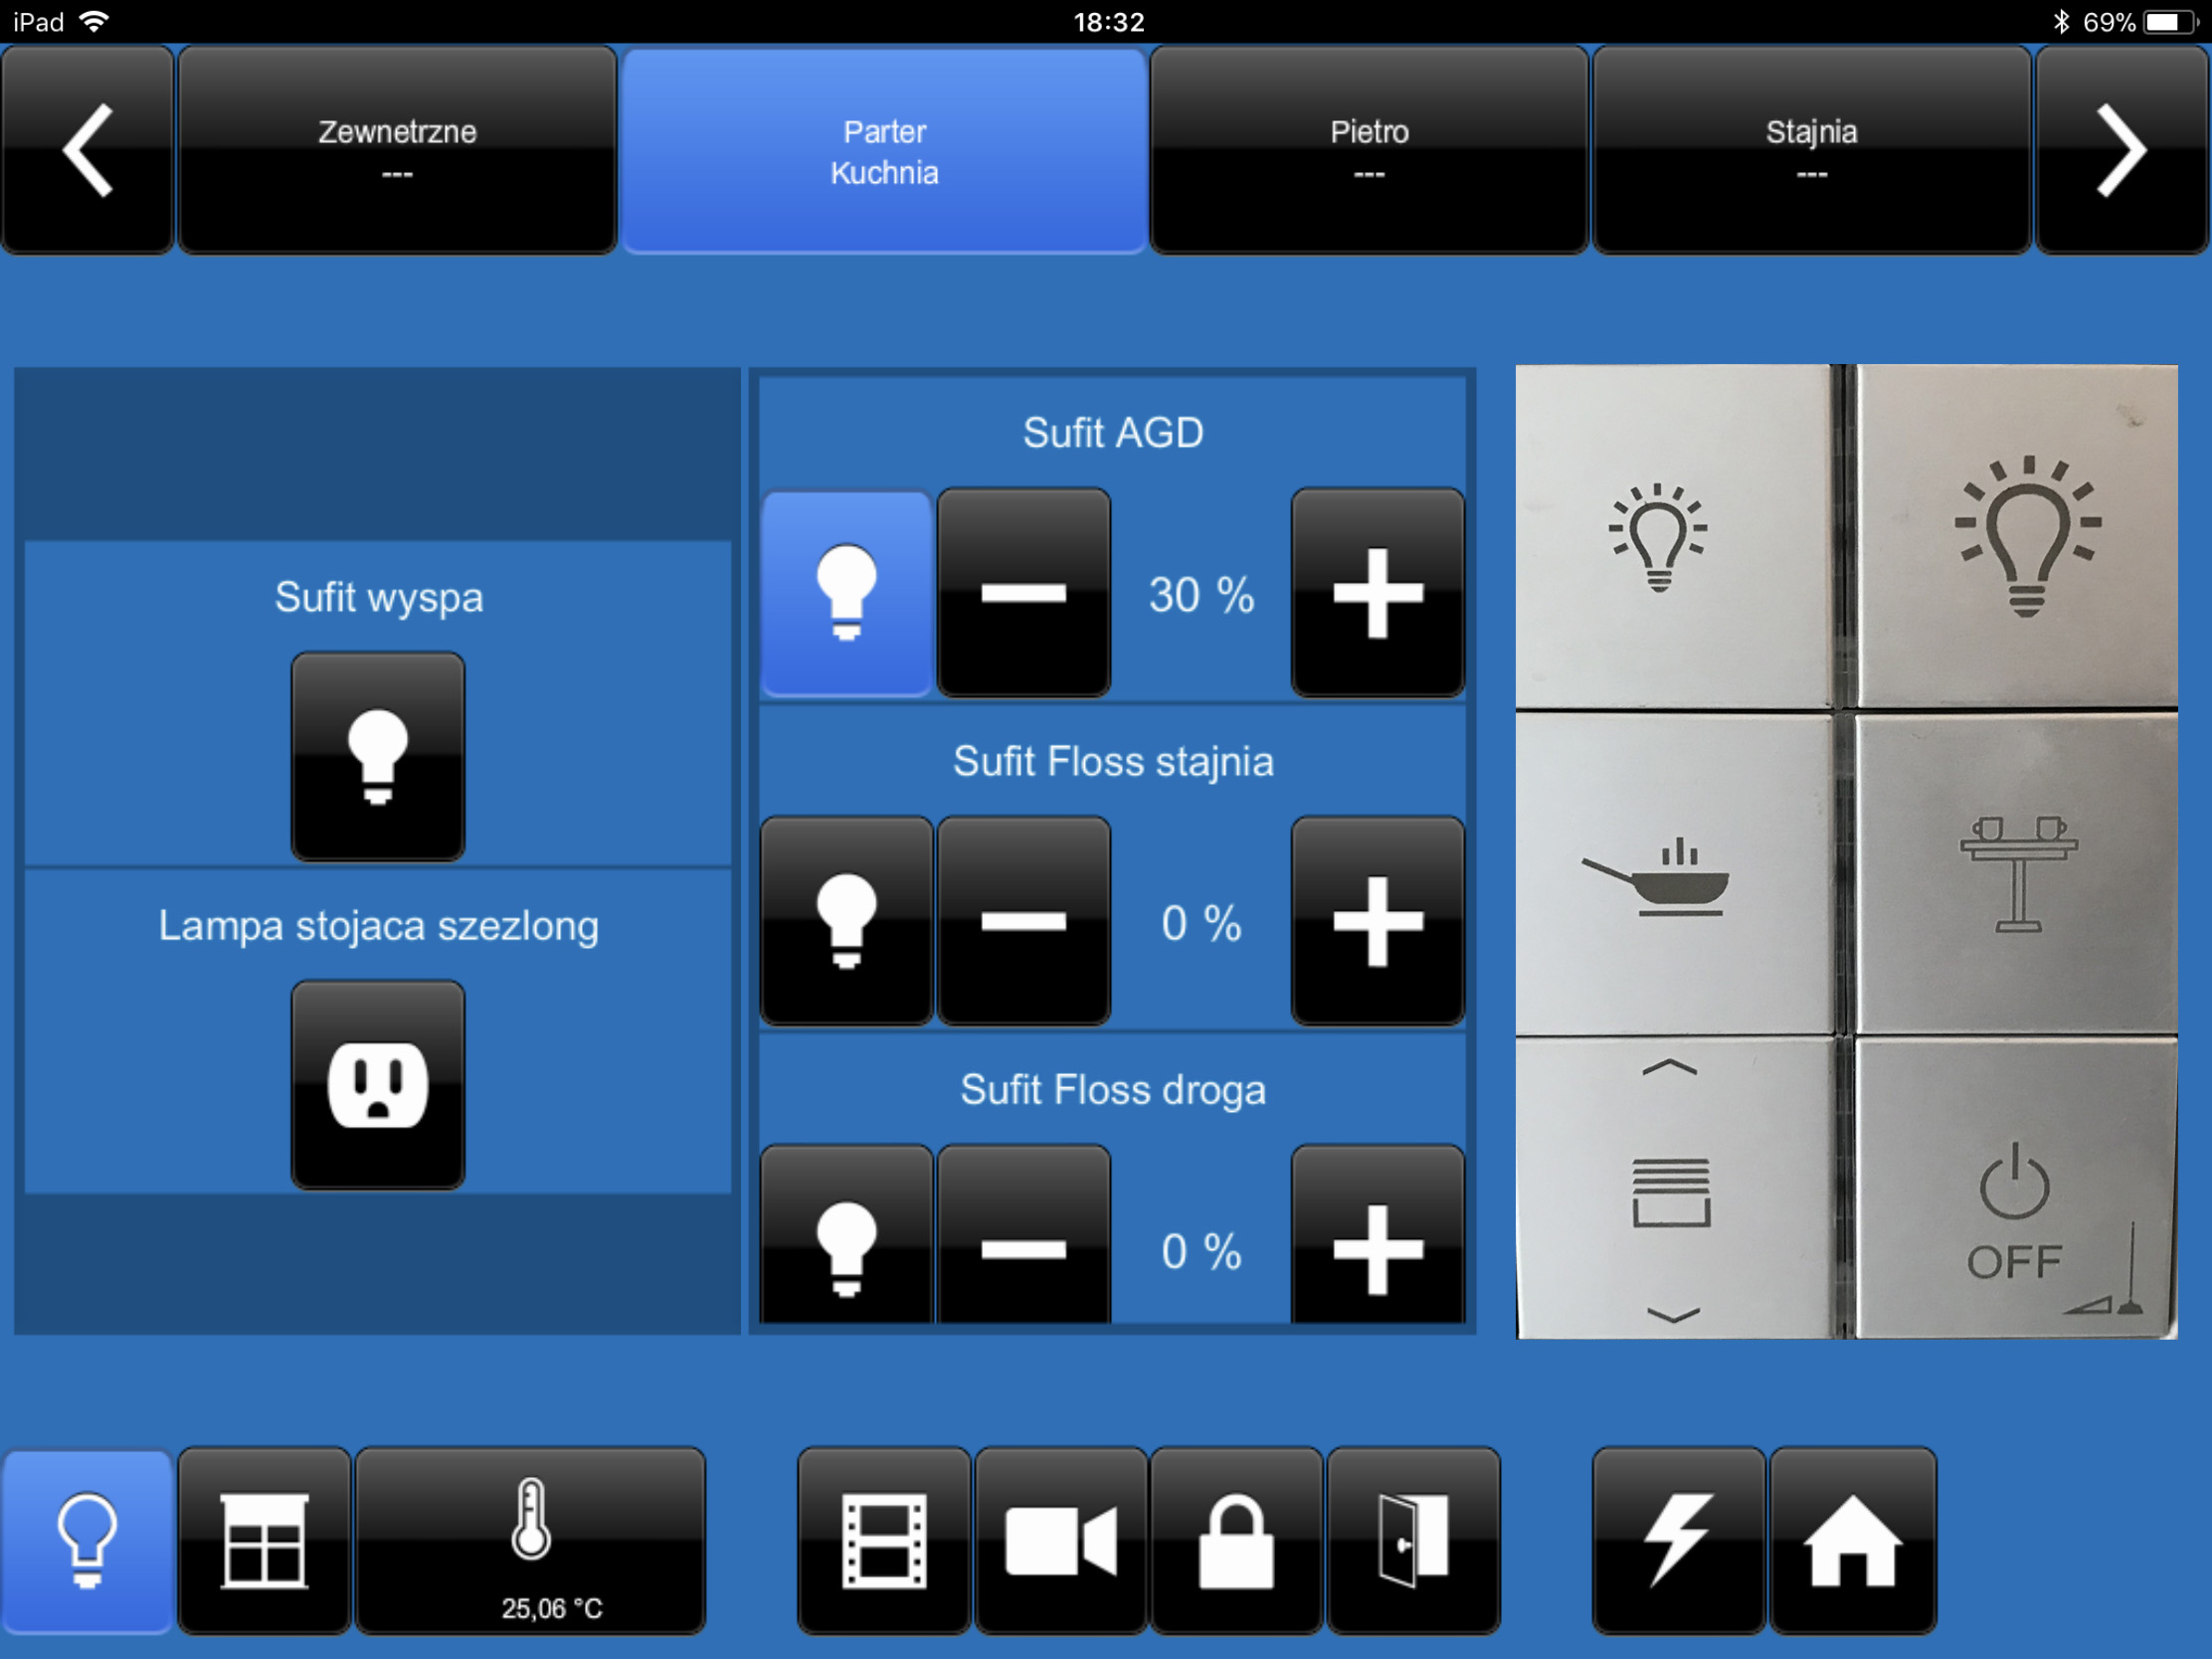 iPad
18:32
69%
Zewnetrzne
---
Parter
Kuchnia
Pietro
---
Stajnia
---
Sufit wyspa
Lampa stojaca szezlong
Sufit AGD
30 %
Sufit Floss stajnia
0 %
Sufit Floss droga
0 %
OFF
25,06 °C